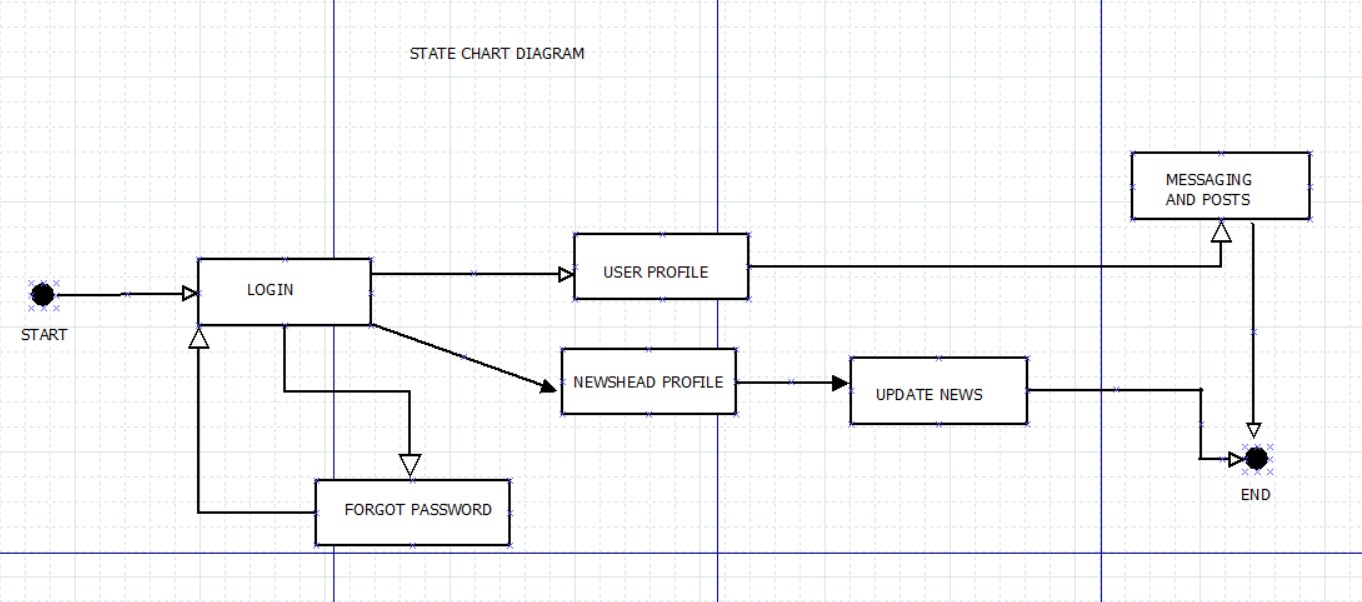 STATE CHART DIAGRAM
MESSAGING
AND POSTS
USER PROFILE
LOGIN
START
NEWSHEAD PROFILE
UPDATE NEWS
END
FORGOT PASSWORD